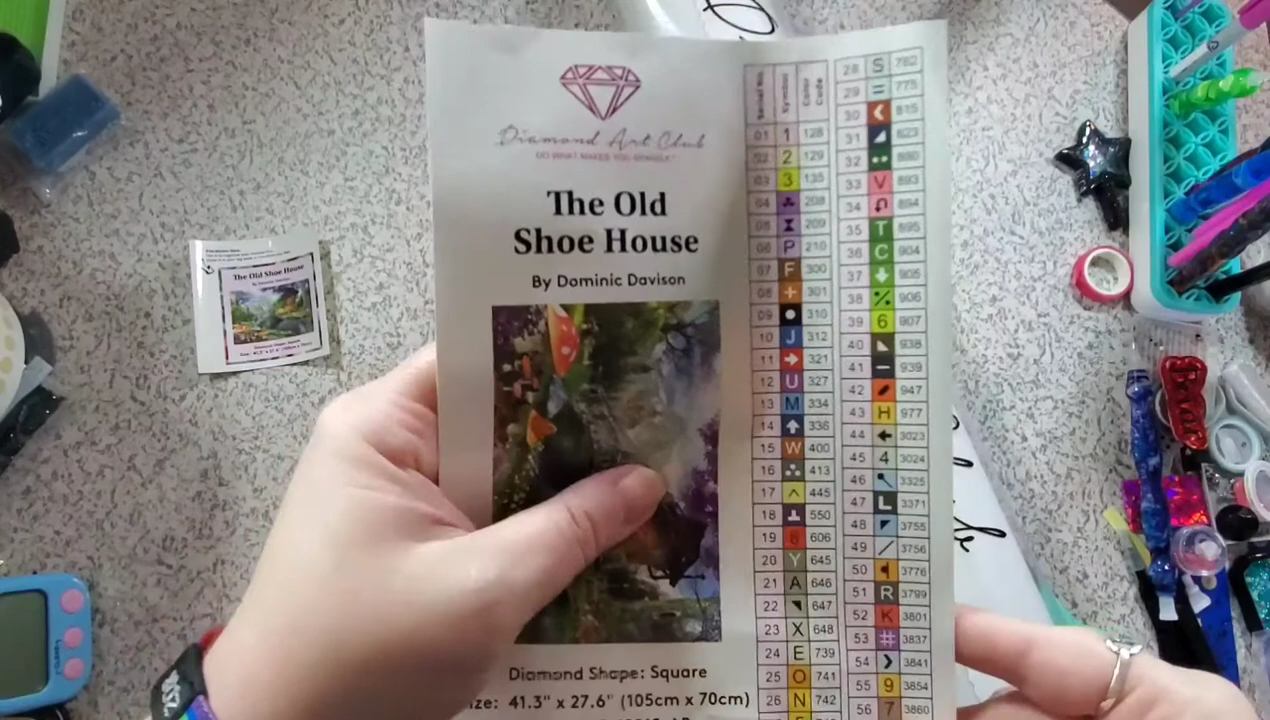 Diamond Art Club
DO WHAT MAKES YOU SPARKLE
The Old
Shoe House
By Dominic Davison
Diamond Shape: Square
ize: 41.3" x 27.6" (105cm x 70cm)
Serial No. Symbol Color Code
01 1 128
02 2 129
03 3 135
04 ♣ 208
05 209
06 P 210
07 F 300
08 + 301
09 ● 310
10 J 312
11 321
12 U 327
13 M 334
14 336
15 W 400
16 413
17 ^ 445
18 550
19 8 606
20 Y 645
21 A 646
22 647
23 X 648
24 E 739
25 O 741
26 N 742
28 S 762
29 = 775
30 815
31 823
32 890
33 V 893
34 894
35 T 895
36 C 904
37 905
38 906
39 6 907
40 938
41 939
42 947
43 H 977
44 3023
45 4 3024
46 3325
47 L 3371
48 3755
49 / 3756
50 3776
51 R 3799
52 K 3801
53 # 3837
54 3841
55 9 3854
56 7 3860
The Old Shoe House
By Dominic Davison